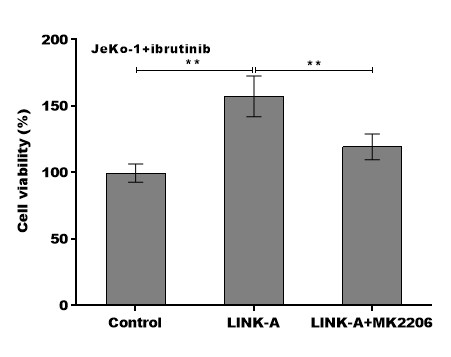 JeKo-1+ibrutinib
** **
200
150
100
50
0
Cell viability (%)
Control LINK-A LINK-A+MK2206